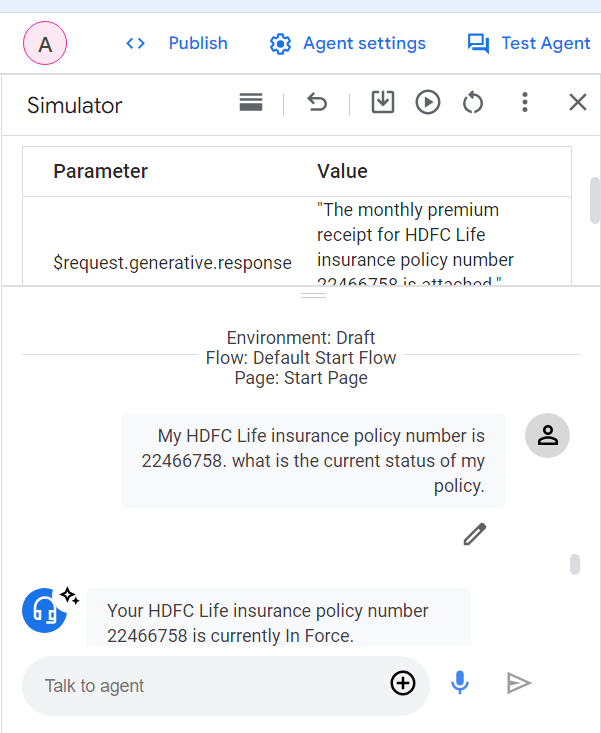 A
<> Publish
Agent settings
Test Agent
Simulator
Parameter
Value
"The monthly premium
receipt for HDFC Life
$request.generative.response
insurance policy number
22466758 is attached."
Environment: Draft
Flow: Default Start Flow
Page: Start Page
My HDFC Life insurance policy number is
22466758. what is the current status of my
policy.
Your HDFC Life insurance policy number
22466758 is currently In Force.
Talk to agent